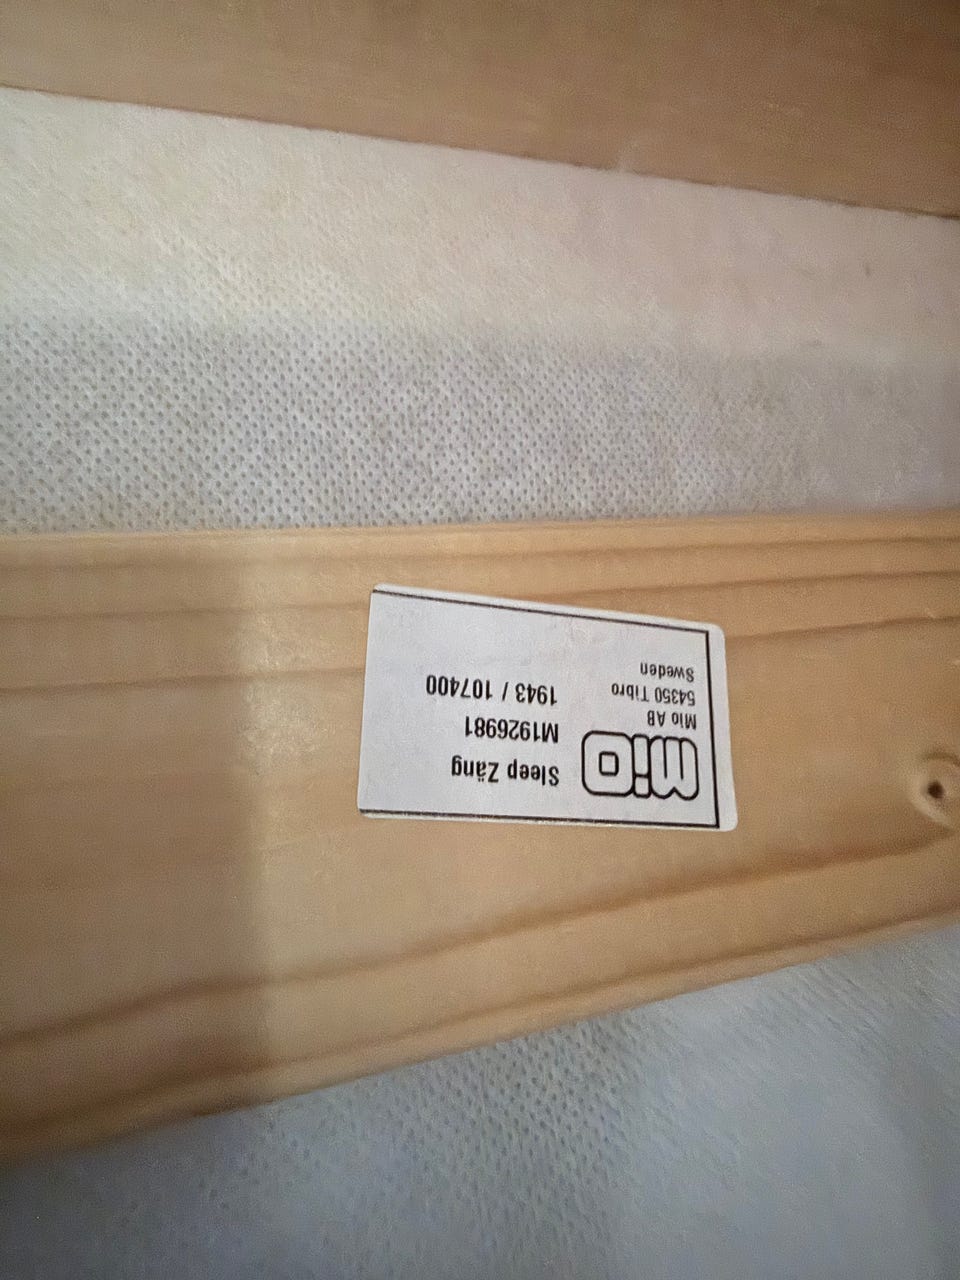 mio
Mio AB
54350 Tibro
Sweden
Sleep Zäng
M1926981
1943 / 107400